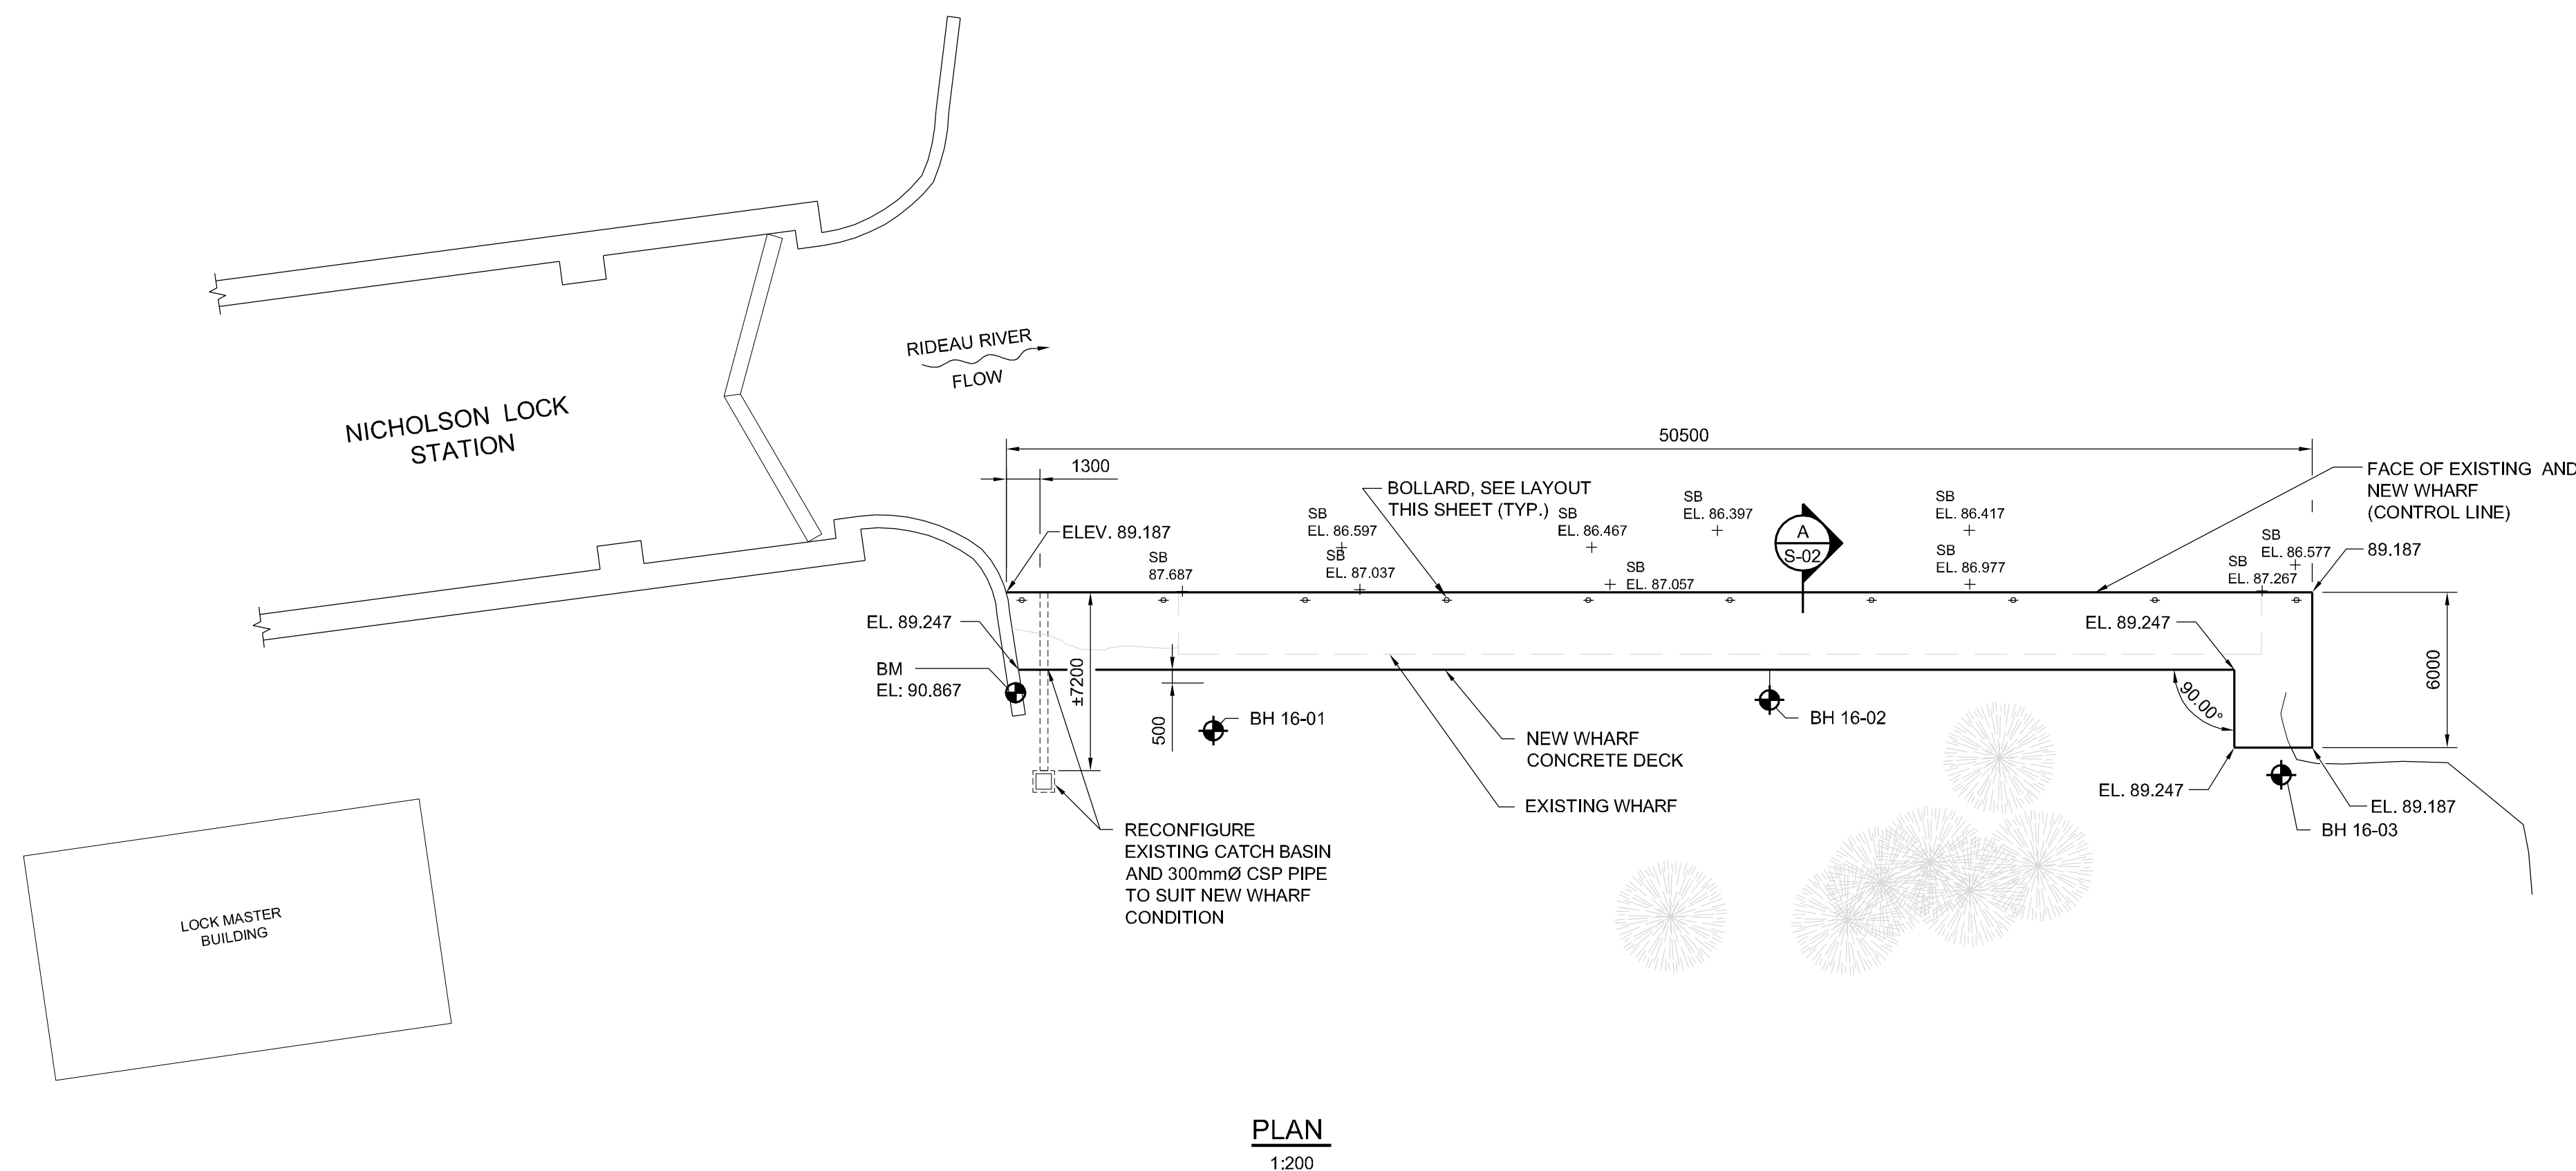 RIDEAU RIVER
FLOW
NICHOLSON LOCK
STATION
50500
1300
BOLLARD, SEE LAYOUT
THIS SHEET (TYP.)
FACE OF EXISTING AND
NEW WHARF
(CONTROL LINE)
SB
EL. 86.597
SB
EL. 86.467
SB
EL. 86.397
SB
EL. 86.417
A
S-02
ELEV. 89.187
SB
87.687
SB
EL. 87.037
SB
EL. 87.057
SB
EL. 86.977
SB
EL. 86.577
SB
EL. 87.267
89.187
EL. 89.247
BM
EL: 90.867
±7200
500
BH 16-01
BH 16-02
EL. 89.247
90.00°
6000
NEW WHARF
CONCRETE DECK
EXISTING WHARF
EL. 89.247
EL. 89.187
BH 16-03
RECONFIGURE
EXISTING CATCH BASIN
AND 300mmØ CSP PIPE
TO SUIT NEW WHARF
CONDITION
LOCK MASTER
BUILDING
PLAN
1:200